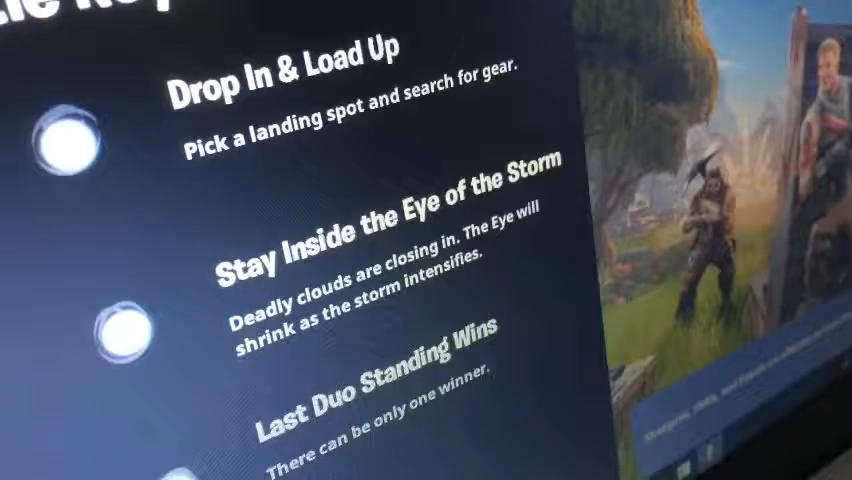 Drop In & Load Up
Pick a landing spot and search for gear.
Stay Inside the Eye of the Storm
Deadly clouds are closing in. The Eye will
shrink as the storm intensifies.
Last Duo Standing Wins
There can be only one winner.